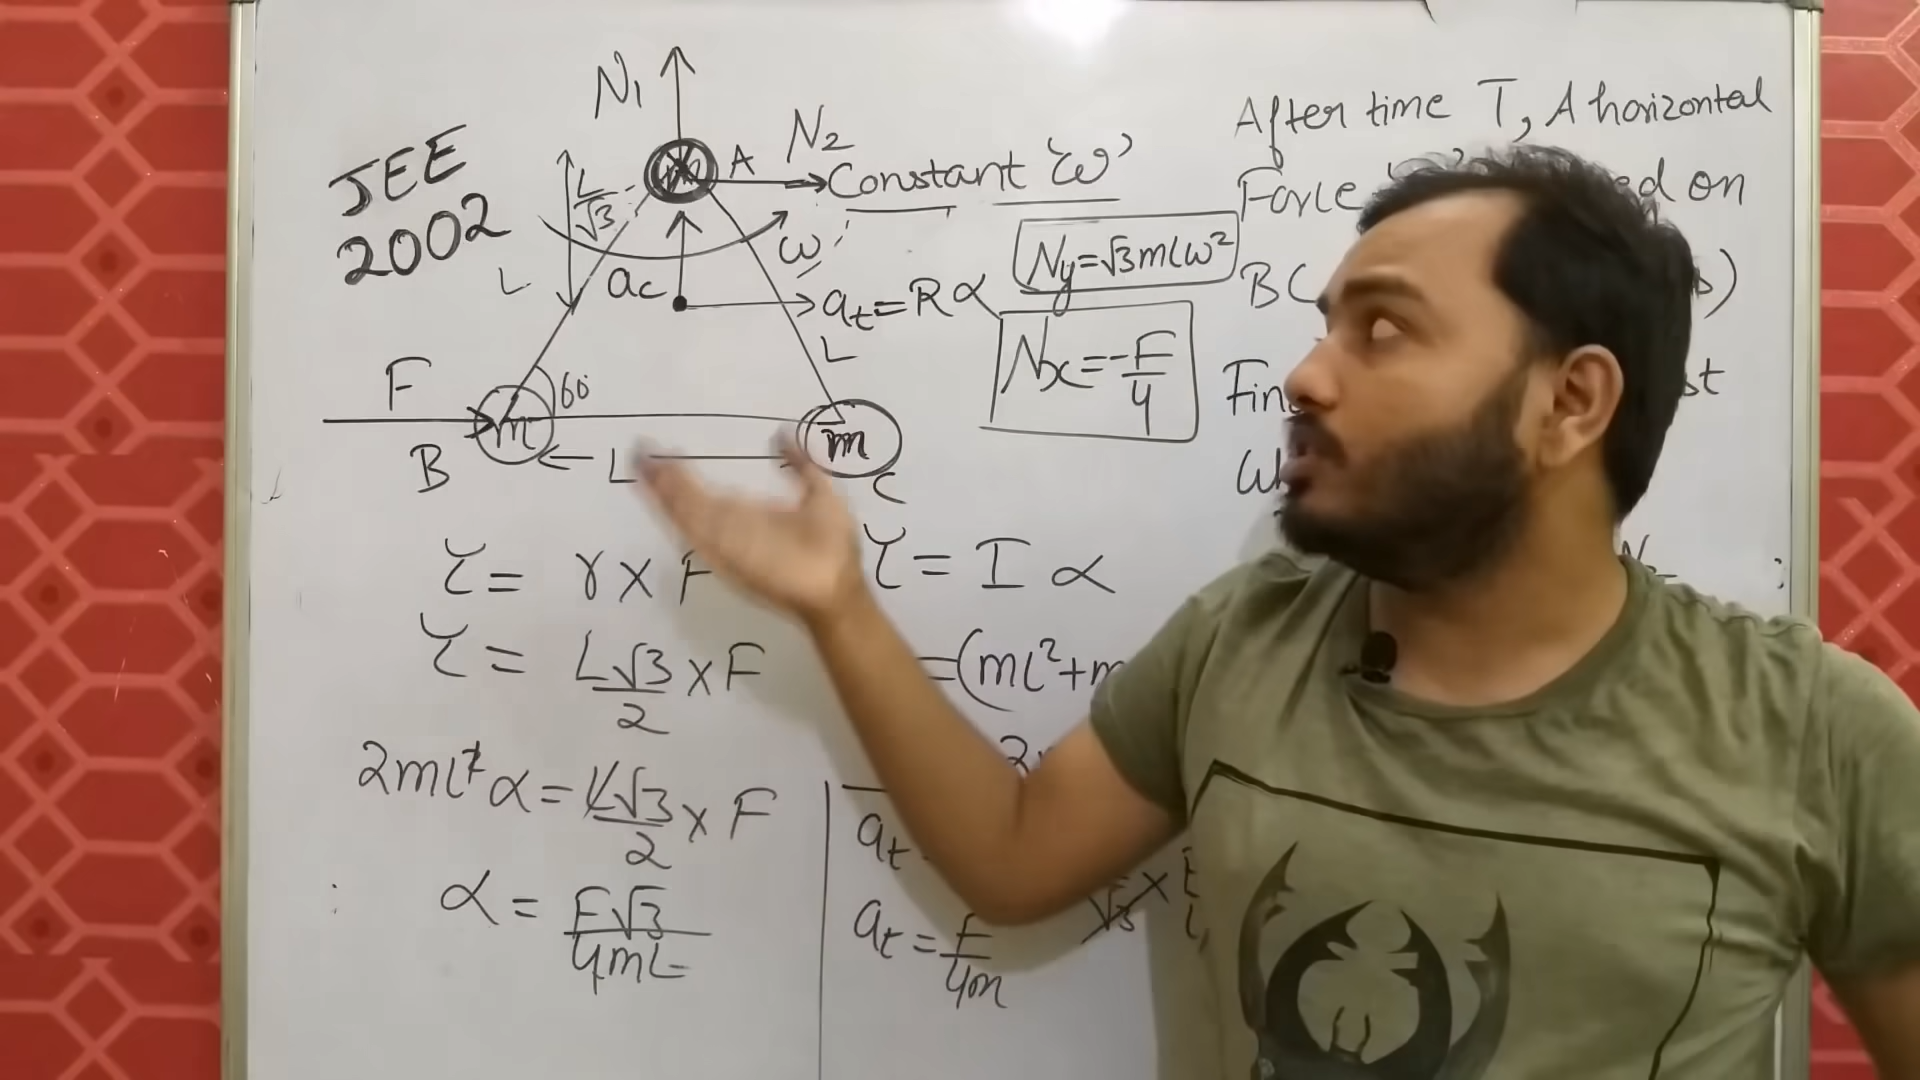 JEE
2002
N1
N2
A
L/√3
L
ω
ac
at=Rα
L
F
60°
m
B
L
m
C
Constant 'ω'
Ny=√3mLω²
Nx=-F/4
After time T, A horizontal
Force
ed on
B(
)
Fin
st
τ= r×F
τ= L√3/2 ×F
2mL²α=L√3/2 × F
α = F√3/4mL
τ= I α
=(mL²+m
at
√3 ×
at=F/4m